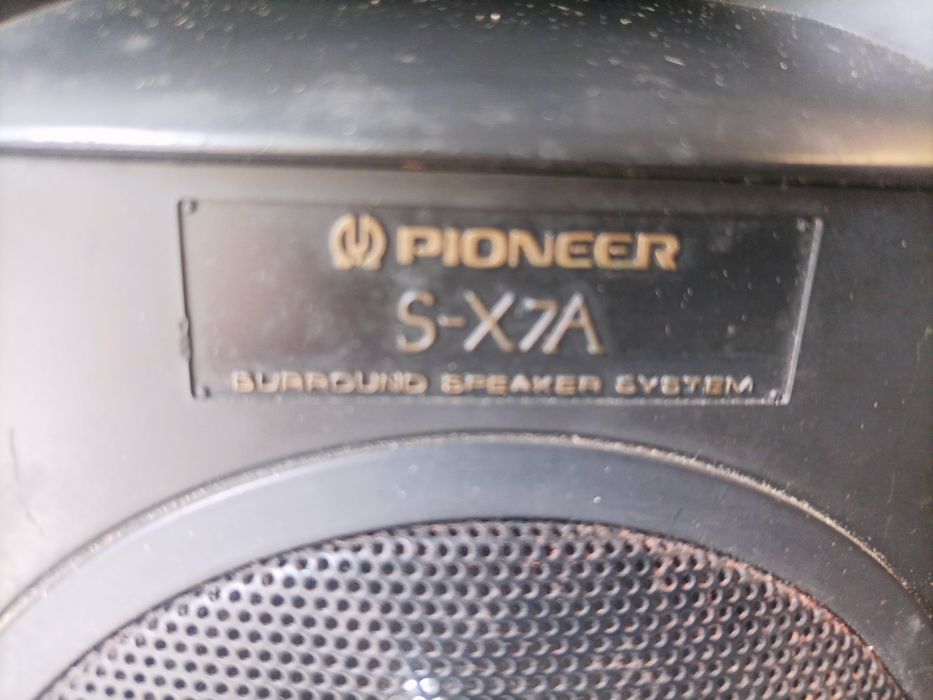 PIONEER
S-X7A
SURROUND SPEAKER SYSTEM